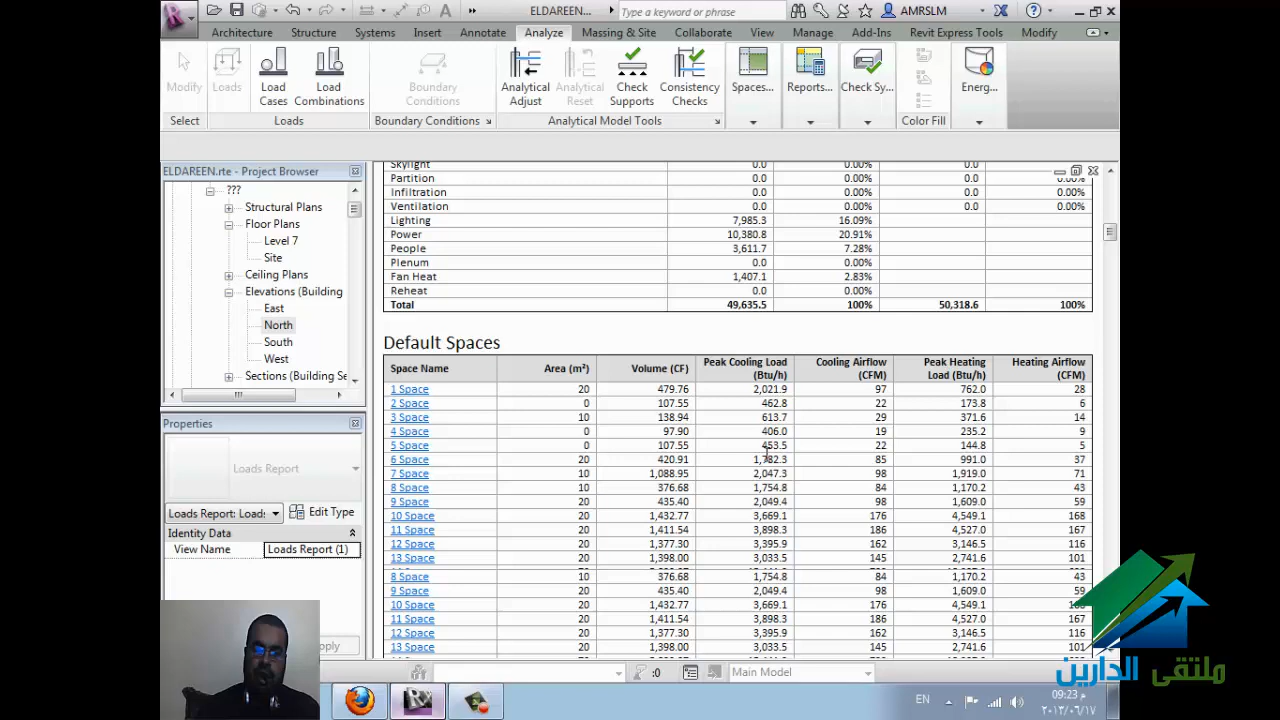 ELDAREEN...
Type a keyword or phrase
AMRSLM
Architecture Structure Systems Insert Annotate Analyze Massing & Site Collaborate View Manage Add-Ins Revit Express Tools Modify
Modify Loads Load Cases Load Combinations Boundary Conditions Analytical Adjust Analytical Reset Check Supports Consistency Checks Spaces... Reports... Check Sy... Energ...
Select Loads Boundary Conditions Analytical Model Tools Color Fill
ELDAREEN.rte - Project Browser
???
Structural Plans
Floor Plans
Level 7
Site
Ceiling Plans
Elevations (Building
East
North
South
West
Sections (Building Se
Properties
Loads Report
Loads Report: Load: Edit Type
Identity Data
View Name Loads Report (1)
pply
Skylight 0.0 0.00% 0.0 0.00%
Partition 0.0 0.00% 0.0 0.00%
Infiltration 0.0 0.00% 0.0 0.00%
Ventilation 0.0 0.00% 0.0 0.00%
Lighting 7,985.3 16.09%
Power 10,380.8 20.91%
People 3,611.7 7.28%
Plenum 0.0 0.00%
Fan Heat 1,407.1 2.83%
Reheat 0.0 0.00%
Total 49,635.5 100% 50,318.6 100%
Default Spaces
Space Name Area (m²) Volume (CF) Peak Cooling Load (Btu/h) Cooling Airflow (CFM) Peak Heating Load (Btu/h) Heating Airflow (CFM)
1 Space 20 479.76 2,021.9 97 762.0 28
2 Space 0 107.55 462.8 22 173.8 6
3 Space 10 138.94 613.7 29 371.6 14
4 Space 0 97.90 406.0 19 235.2 9
5 Space 0 107.55 453.5 22 144.8 5
6 Space 20 420.91 1,782.3 85 991.0 37
7 Space 10 1,088.95 2,047.3 98 1,919.0 71
8 Space 10 376.68 1,754.8 84 1,170.2 43
9 Space 20 435.40 2,049.4 98 1,609.0 59
10 Space 20 1,432.77 3,669.1 176 4,549.1 168
11 Space 20 1,411.54 3,898.3 186 4,527.0 167
12 Space 20 1,377.30 3,395.9 162 3,146.5 116
13 Space 20 1,398.00 3,033.5 145 2,741.6 101
8 Space 10 376.68 1,754.8 84 1,170.2 43
9 Space 20 435.40 2,049.4 98 1,609.0 59
10 Space 20 1,432.77 3,669.1 176 4,549.1
11 Space 20 1,411.54 3,898.3 186 4,527.0 167
12 Space 20 1,377.30 3,395.9 162 3,146.5 116
13 Space 20 1,398.00 3,033.5 145 2,741.6 101
:0 Main Model
ملتقى الدارين
EN
09:23 م
٢٠١٣/٠٦/١٧